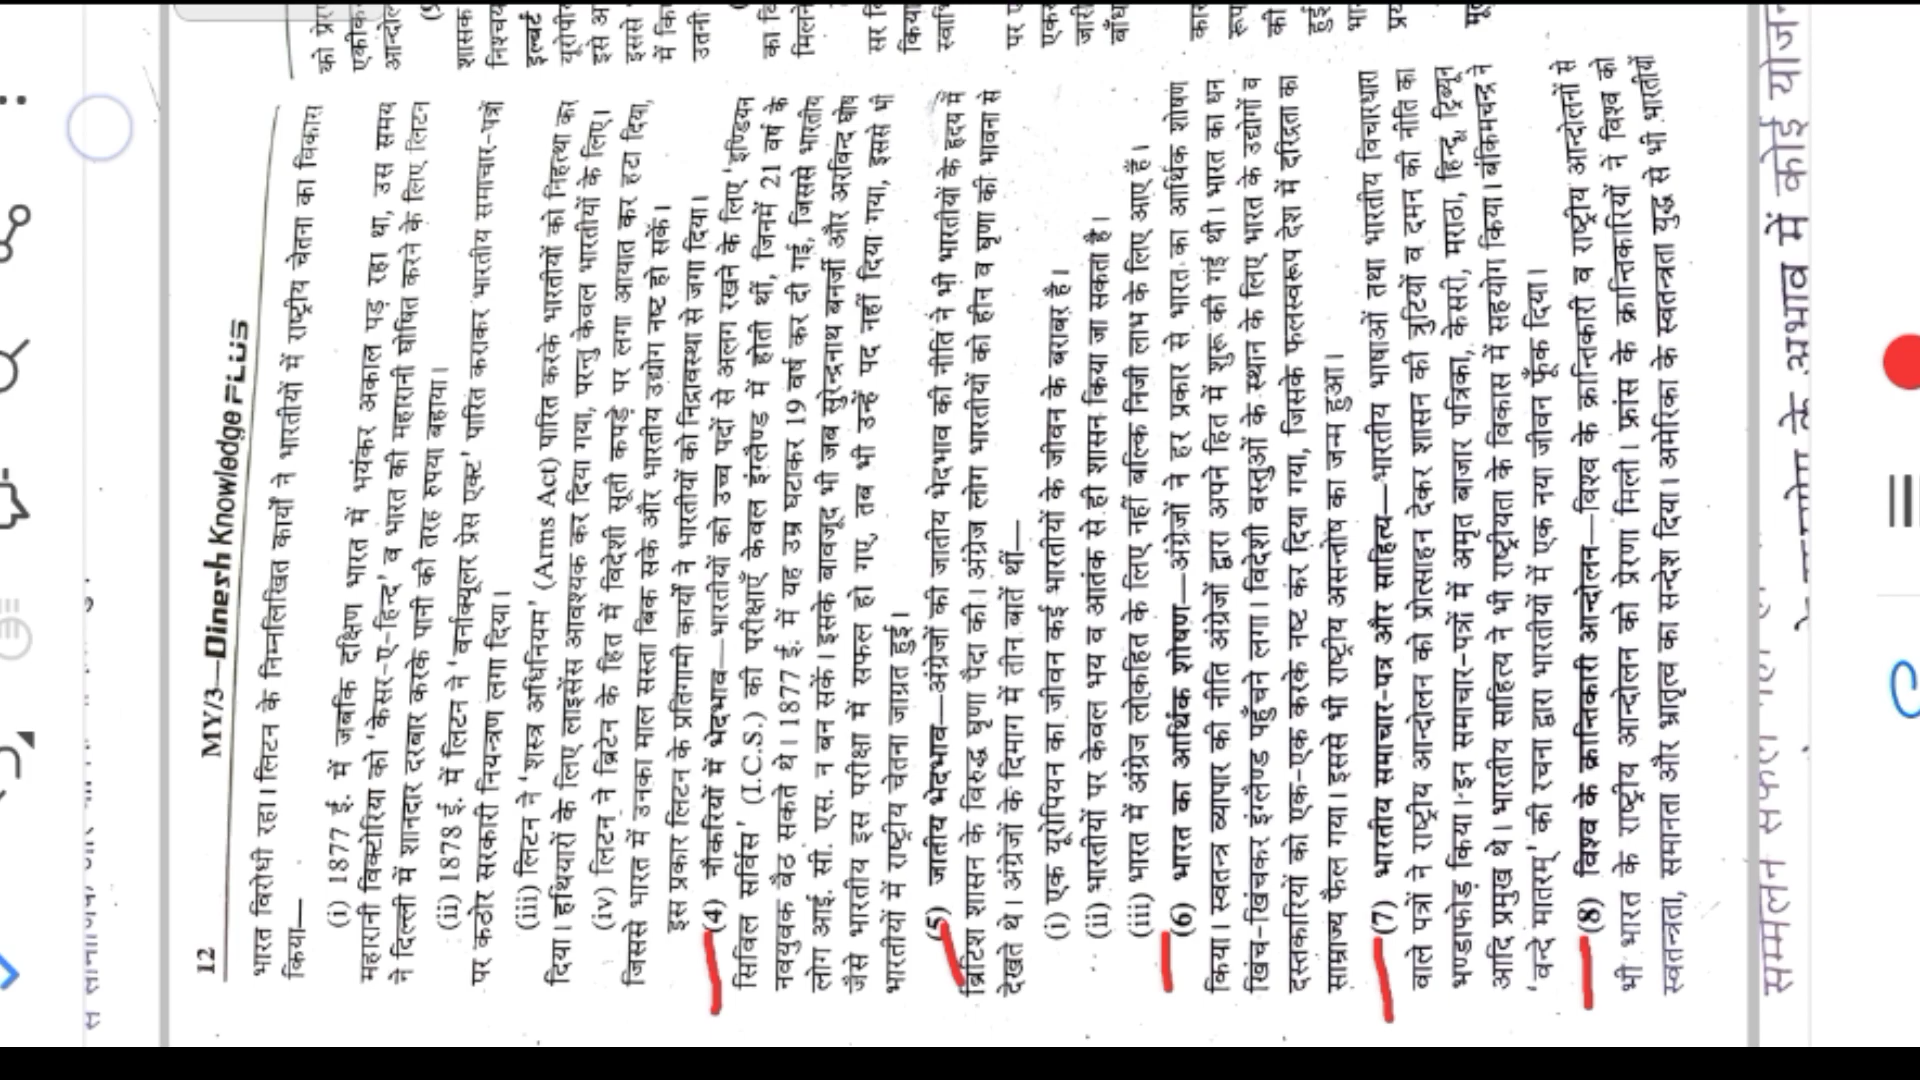 12 MY/3—Dinesh Knowledge PLUS
भारत विरोधी रहा। लिटन के निम्नलिखित कार्यों ने भारतीयों में राष्ट्रीय चेतना का विकास
किया—
(i) 1877 ई. में जबकि दक्षिण भारत में भयंकर अकाल पड़ रहा था, उस समय
महारानी विक्टोरिया को 'केसर-ए-हिन्द' व भारत की महारानी घोषित करने के लिए लिटन
ने दिल्ली में शानदार दरबार करके पानी की तरह रुपया बहाया।
(ii) 1878 ई. में लिटन ने 'वर्नाक्यूलर प्रेस एक्ट' पारित कराकर भारतीय समाचार-पत्रों
पर कठोर सरकारी नियन्त्रण लगा दिया।
(iii) लिटन ने 'शस्त्र अधिनियम' (Arms Act) पारित करके भारतीयों को निहत्था कर
दिया। हथियारों के लिए लाइसेंस आवश्यक कर दिया गया, परन्तु केवल भारतीयों के लिए।
(iv) लिटन ने ब्रिटेन के हित में विदेशी सूती कपड़े पर लगा आयात कर हटा दिया,
जिससे भारत में उनका माल सस्ता बिक सके और भारतीय उद्योग नष्ट हो सकें।
इस प्रकार लिटन के प्रतिगामी कार्यों ने भारतीयों को निद्रावस्था से जगा दिया।
(4) नौकरियों में भेदभाव—भारतीयों को उच्च पदों से अलग रखने के लिए 'इण्डियन
सिविल सर्विस' (I.C.S.) की परीक्षाएँ केवल इंग्लैण्ड में होती थीं, जिनमें 21 वर्ष के
नवयुवक बैठ सकते थे। 1877 ई. में यह उम्र घटाकर 19 वर्ष कर दी गई, जिससे भारतीय
लोग आई. सी. एस. न बन सकें। इसके बावजूद भी जब सुरेन्द्रनाथ बनर्जी और अरविन्द घोष
जैसे भारतीय इस परीक्षा में सफल हो गए, तब भी उन्हें पद नहीं दिया गया, इससे भी
भारतीयों में राष्ट्रीय चेतना जाग्रत हुई।
(5) जातीय भेदभाव—अंग्रेजों की जातीय भेदभाव की नीति ने भी भारतीयों के हृदय में
ब्रिटिश शासन के विरुद्ध घृणा पैदा की। अंग्रेज लोग भारतीयों को हीन व घृणा की भावना से
देखते थे। अंग्रेजों के दिमाग में तीन बातें थीं—
(i) एक यूरोपियन का जीवन कई भारतीयों के जीवन के बराबर है।
(ii) भारतीयों पर केवल भय व आतंक से ही शासन किया जा सकता है।
(iii) भारत में अंग्रेज लोकहित के लिए नहीं बल्कि निजी लाभ के लिए आए हैं।
(6) भारत का आर्थिक शोषण—अंग्रेजों ने हर प्रकार से भारत का आर्थिक शोषण
किया। स्वतन्त्र व्यापार की नीति अंग्रेजों द्वारा अपने हित में शुरू की गई थी। भारत का धन
खिंच-खिंचकर इंग्लैण्ड पहुँचने लगा। विदेशी वस्तुओं के स्थान के लिए भारत के उद्योगों व
दस्तकारियों को एक-एक करके नष्ट कर दिया गया, जिसके फलस्वरूप देश में दरिद्रता का
साम्राज्य फैल गया। इससे भी राष्ट्रीय असन्तोष का जन्म हुआ।
(7) भारतीय समाचार-पत्र और साहित्य—भारतीय भाषाओं तथा भारतीय विचारधारा
वाले पत्रों ने राष्ट्रीय आन्दोलन को प्रोत्साहन देकर शासन की त्रुटियों व दमन की नीति का
भण्डाफोड़ किया। इन समाचार-पत्रों में अमृत बाजार पत्रिका, केसरी, मराठा, हिन्दू, ट्रिब्यून
आदि प्रमुख थे। भारतीय साहित्य ने भी राष्ट्रीयता के विकास में सहयोग किया। बंकिमचन्द्र ने
'वन्दे मातरम्' की रचना द्वारा भारतीयों में एक नया जीवन फूँक दिया।
(8) विश्व के क्रान्तिकारी आन्दोलन—विश्व के क्रान्तिकारी व राष्ट्रीय आन्दोलनों से
भी भारत के राष्ट्रीय आन्दोलन को प्रेरणा मिली। फ्रांस के क्रान्तिकारियों ने विश्व को
स्वतन्त्रता, समानता और भ्रातृत्व का सन्देश दिया। अमेरिका के स्वतन्त्रता युद्ध से भी भारतीयों
को
एकीक
आन्दोल
शासक
निश्चय
इल्बर्ट
यूरोपीय
इसे अ
इससे
में कि
उतनी
का वि
मिलने
सर
किया
पर
जारी
की
हुई
के अभाव में कोई